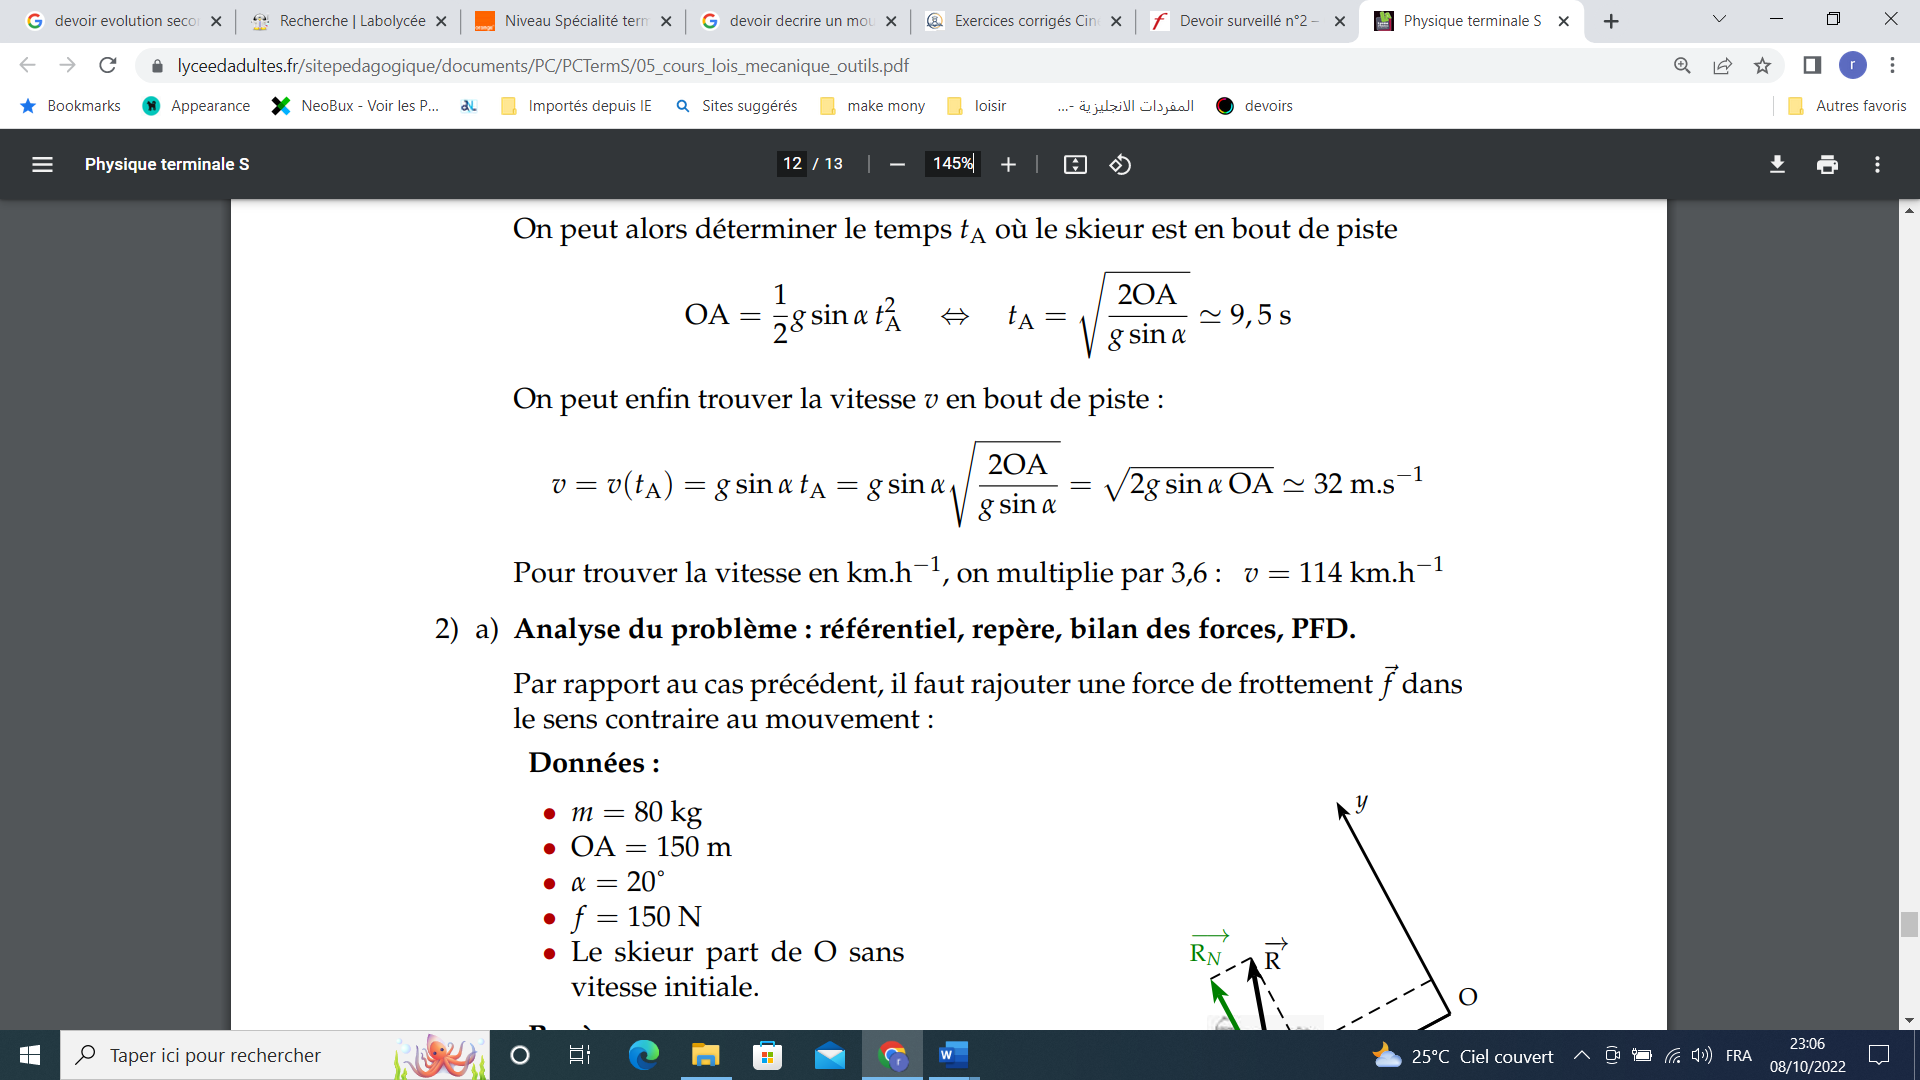 devoir evolution seco
Recherche | Labolycée
Niveau Spécialité term
devoir decrire un mou
Exercices corrigés Cin
Devoir surveillé n°2 –
Physique terminale S
lyceedadultes.fr/sitepedagogique/documents/PC/PCTermS/05_cours_lois_mecanique_outils.pdf
r
Bookmarks
Appearance
NeoBux - Voir les P...
Importés depuis IE
Sites suggérés
make mony
loisir
المفردات الانجليزية -...
devoirs
Autres favoris
Physique terminale S
12 / 13
145%
On peut alors déterminer le temps t_A où le skieur est en bout de piste
OA = 1/2 g sin α t_A^2 ⇔ t_A = √(2OA / g sin α) ≃ 9,5 s
On peut enfin trouver la vitesse v en bout de piste :
v = v(t_A) = g sin α t_A = g sin α √(2OA / g sin α) = √(2g sin α OA) ≃ 32 m.s⁻¹
Pour trouver la vitesse en km.h⁻¹, on multiplie par 3,6 : v = 114 km.h⁻¹
2) a) Analyse du problème : référentiel, repère, bilan des forces, PFD.
Par rapport au cas précédent, il faut rajouter une force de frottement f⃗ dans
le sens contraire au mouvement :
Données :
• m = 80 kg
• OA = 150 m
• α = 20°
• f = 150 N
• Le skieur part de O sans
vitesse initiale.
y
R_N
R
O
Taper ici pour rechercher
25°C Ciel couvert
FRA
23:06
08/10/2022